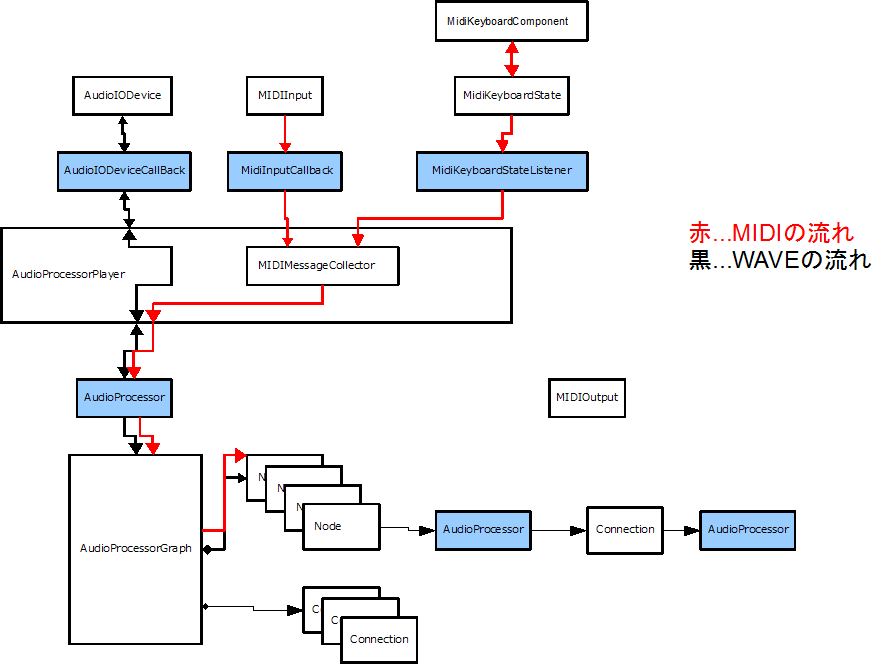 MidiKeyboardComponent
AudioIODevice
MIDIInput
MidiKeyboardState
AudioIODeviceCallBack
MidiInputCallback
MidiKeyboardStateListener
赤…MIDIの流れ
黒…WAVEの流れ
AudioProcessorPlayer
MIDIMessageCollector
AudioProcessor
MIDIOutput
N
N
N
Node
AudioProcessor
Connection
AudioProcessor
AudioProcessorGraph
C
C
Connection